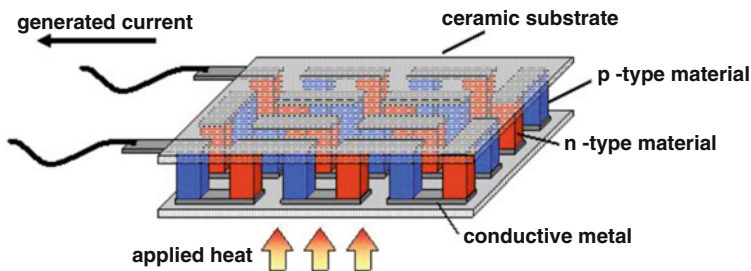 generated current
ceramic substrate
p -type material
n -type material
conductive metal
applied heat